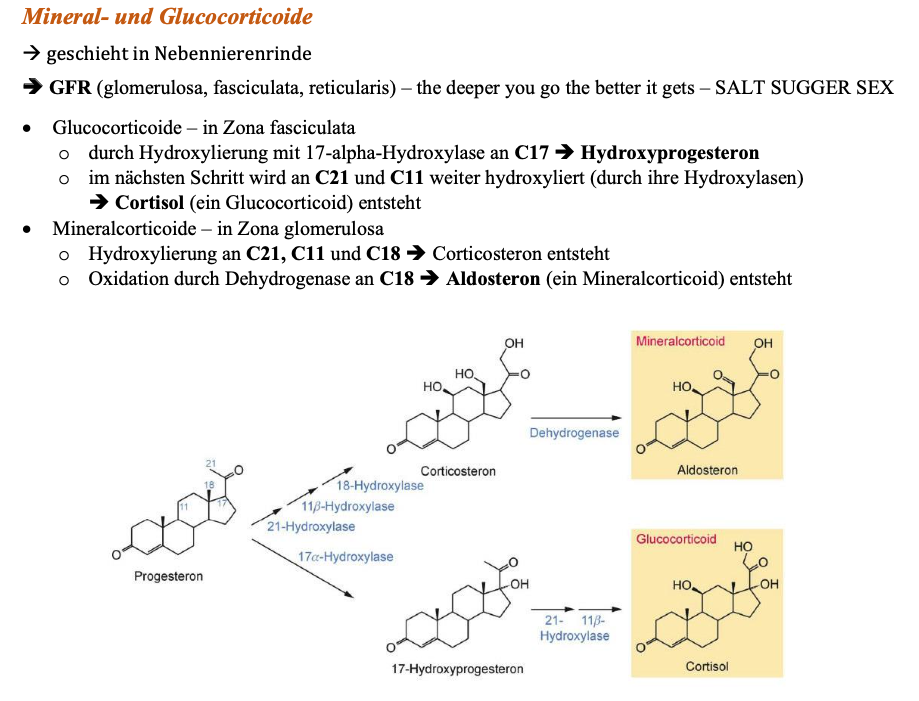 Mineral- und Glucocorticoide
→ geschieht in Nebennierenrinde
➔ GFR (glomerulosa, fasciculata, reticularis) – the deeper you go the better it gets – SALT SUGGER SEX
• Glucocorticoide – in Zona fasciculata
o durch Hydroxylierung mit 17-alpha-Hydroxylase an C17 ➔ Hydroxyprogesteron
o im nächsten Schritt wird an C21 und C11 weiter hydroxyliert (durch ihre Hydroxylasen)
➔ Cortisol (ein Glucocorticoid) entsteht
• Mineralcorticoide – in Zona glomerulosa
o Hydroxylierung an C21, C11 und C18 ➔ Corticosteron entsteht
o Oxidation durch Dehydrogenase an C18 ➔ Aldosteron (ein Mineralcorticoid) entsteht
OH
HO
HO
O
O
Corticosteron
Dehydrogenase
Mineralcorticoid
OH
O
O
HO
O
Aldosteron
21
O
18
11
17
O
Progesteron
18-Hydroxylase
11β-Hydroxylase
21-Hydroxylase
17α-Hydroxylase
O
OH
O
17-Hydroxyprogesteron
21- 11β-
Hydroxylase
Glucocorticoid
HO
O
HO
OH
O
Cortisol